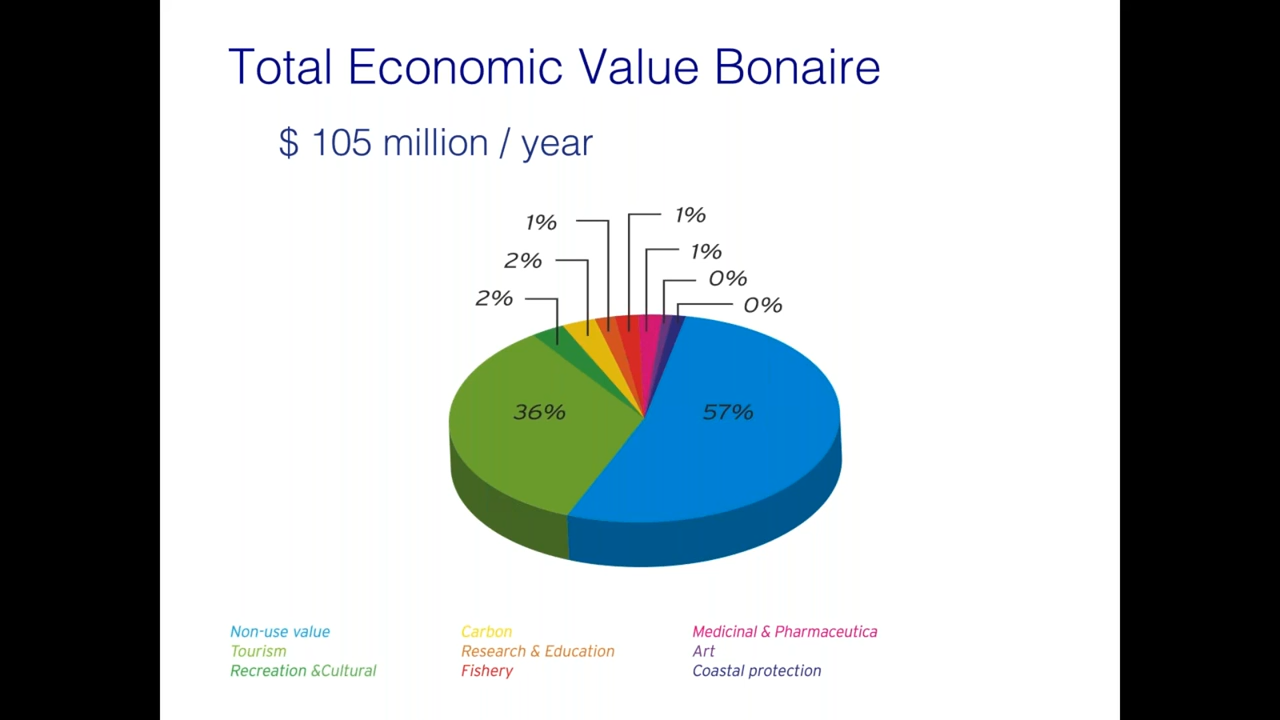 Total Economic Value Bonaire
$ 105 million / year
1%
1%
2%
1%
0%
2%
0%
36%
57%
Non-use value
Tourism
Recreation &Cultural
Carbon
Research & Education
Fishery
Medicinal & Pharmaceutica
Art
Coastal protection